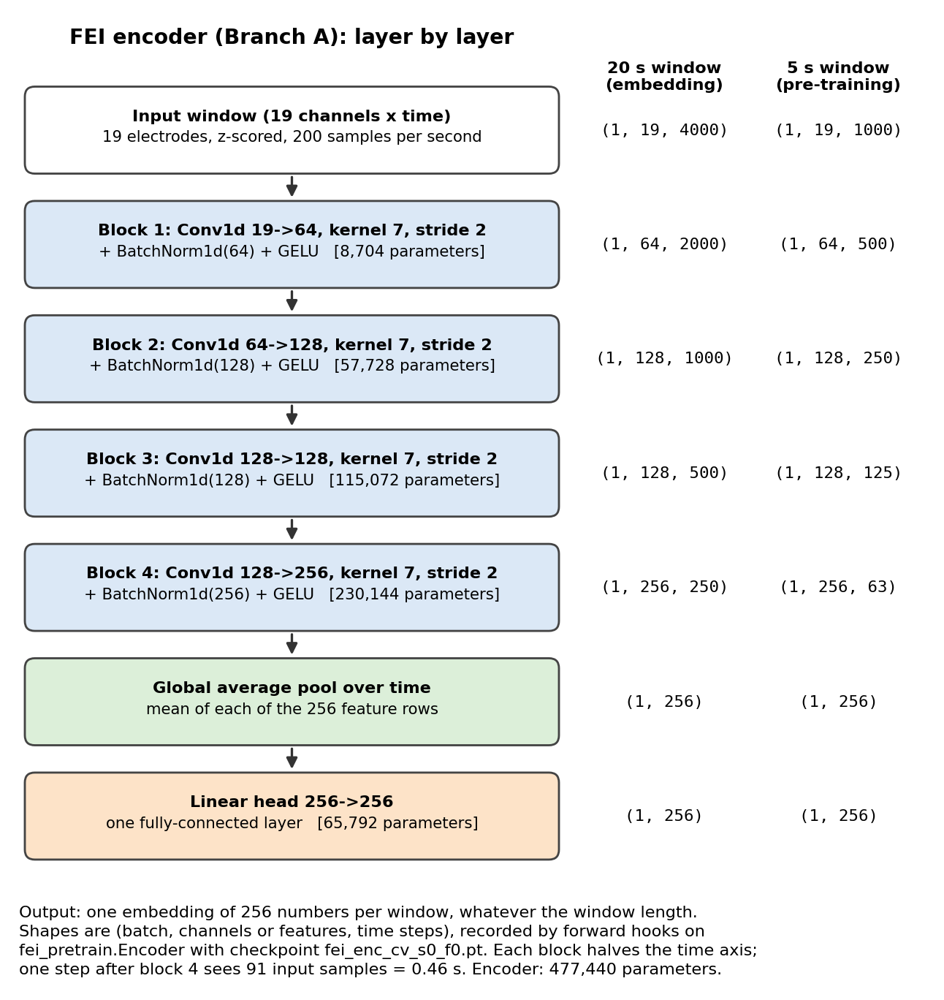 FEI encoder (Branch A): layer by layer
20 s window
(embedding)
5 s window
(pre-training)
Input window (19 channels x time)
19 electrodes, z-scored, 200 samples per second
(1, 19, 4000)
(1, 19, 1000)
Block 1: Conv1d 19->64, kernel 7, stride 2
+ BatchNorm1d(64) + GELU   [8,704 parameters]
(1, 64, 2000)
(1, 64, 500)
Block 2: Conv1d 64->128, kernel 7, stride 2
+ BatchNorm1d(128) + GELU   [57,728 parameters]
(1, 128, 1000)
(1, 128, 250)
Block 3: Conv1d 128->128, kernel 7, stride 2
+ BatchNorm1d(128) + GELU   [115,072 parameters]
(1, 128, 500)
(1, 128, 125)
Block 4: Conv1d 128->256, kernel 7, stride 2
+ BatchNorm1d(256) + GELU   [230,144 parameters]
(1, 256, 250)
(1, 256, 63)
Global average pool over time
mean of each of the 256 feature rows
(1, 256)
(1, 256)
Linear head 256->256
one fully-connected layer   [65,792 parameters]
(1, 256)
(1, 256)
Output: one embedding of 256 numbers per window, whatever the window length.
Shapes are (batch, channels or features, time steps), recorded by forward hooks on
fei_pretrain.Encoder with checkpoint fei_enc_cv_s0_f0.pt. Each block halves the time axis;
one step after block 4 sees 91 input samples = 0.46 s. Encoder: 477,440 parameters.